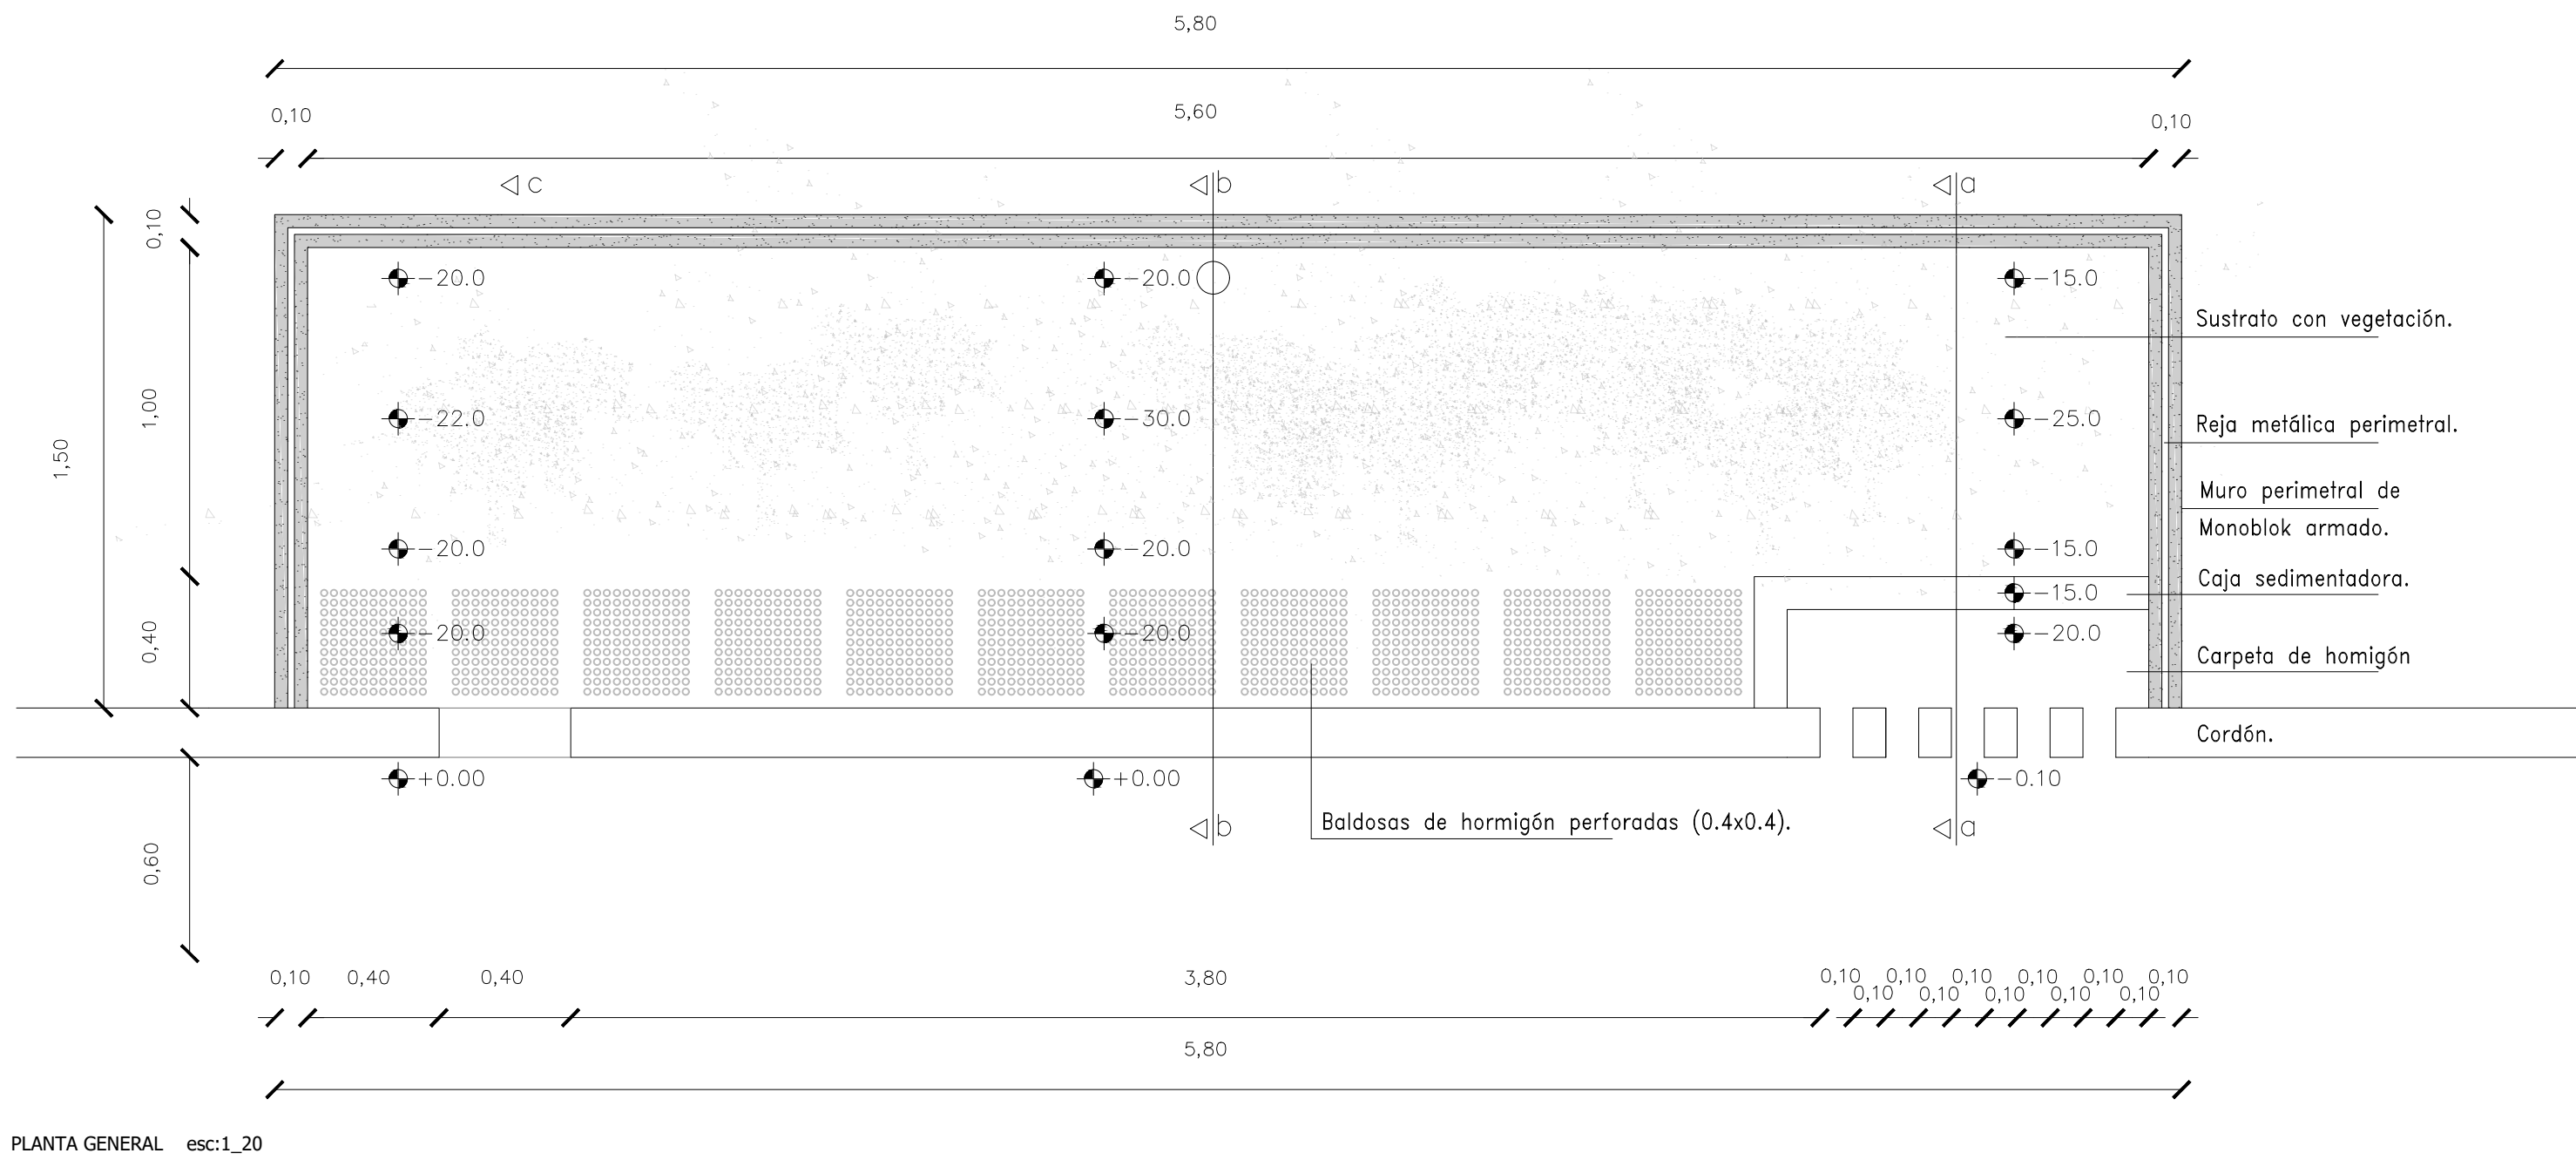 5,80
0,10
5,60
0,10
c
b
a
0,10
1,00
1,50
0,40
0,60
-20.0
-20.0
-15.0
Sustrato con vegetación.
-22.0
-30.0
-25.0
Reja metálica perimetral.
Muro perimetral de
Monoblok armado.
-20.0
-20.0
-15.0
Caja sedimentadora.
-15.0
-20.0
-20.0
-20.0
Carpeta de homigón
Cordón.
+0.00
+0.00
-0.10
Baldosas de hormigón perforadas (0.4x0.4).
b
a
0,10
0,40
0,40
3,80
0,10
0,10
0,10
0,10
0,10
0,10
0,10
0,10
0,10
0,10
0,10
5,80
PLANTA GENERAL esc:1_20